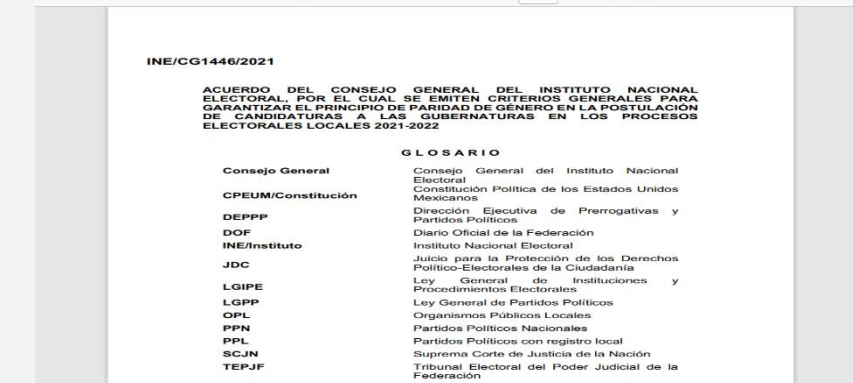 INE/CG1446/2021
ACUERDO DEL CONSEJO GENERAL DEL INSTITUTO NACIONAL
ELECTORAL, POR EL CUAL SE EMITEN CRITERIOS GENERALES PARA
GARANTIZAR EL PRINCIPIO DE PARIDAD DE GÉNERO EN LA POSTULACIÓN
DE CANDIDATURAS A LAS GUBERNATURAS EN LOS PROCESOS
ELECTORALES LOCALES 2021-2022
GLOSARIO
Consejo General Consejo General del Instituto Nacional
Electoral
CPEUM/Constitución Constitución Política de los Estados Unidos
Mexicanos
DEPPP Dirección Ejecutiva de Prerrogativas y
Partidos Políticos
DOF Diario Oficial de la Federación
INE/Instituto Instituto Nacional Electoral
JDC Juicio para la Protección de los Derechos
Político-Electorales de la Ciudadanía
LGIPE Ley General de Instituciones y
Procedimientos Electorales
LGPP Ley General de Partidos Políticos
OPL Organismos Públicos Locales
PPN Partidos Políticos Nacionales
PPL Partidos Políticos con registro local
SCJN Suprema Corte de Justicia de la Nación
TEPJF Tribunal Electoral del Poder Judicial de la
Federación